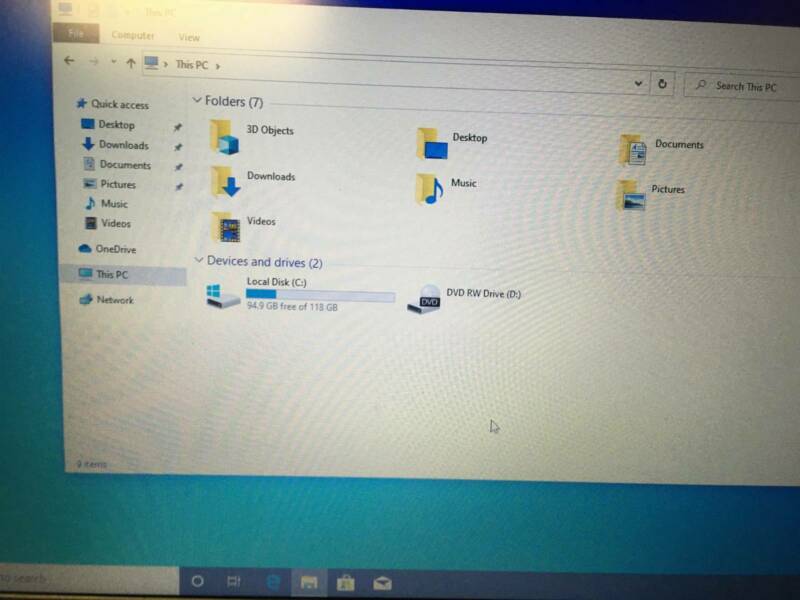 This PC
File Computer View
This PC
Search This PC
Quick access
Desktop
Downloads
Documents
Pictures
Music
Videos
OneDrive
This PC
Network
Folders (7)
3D Objects
Desktop
Documents
Downloads
Music
Pictures
Videos
Devices and drives (2)
Local Disk (C:)
94.9 GB free of 118 GB
DVD RW Drive (D:)
DVD
9 items
to search